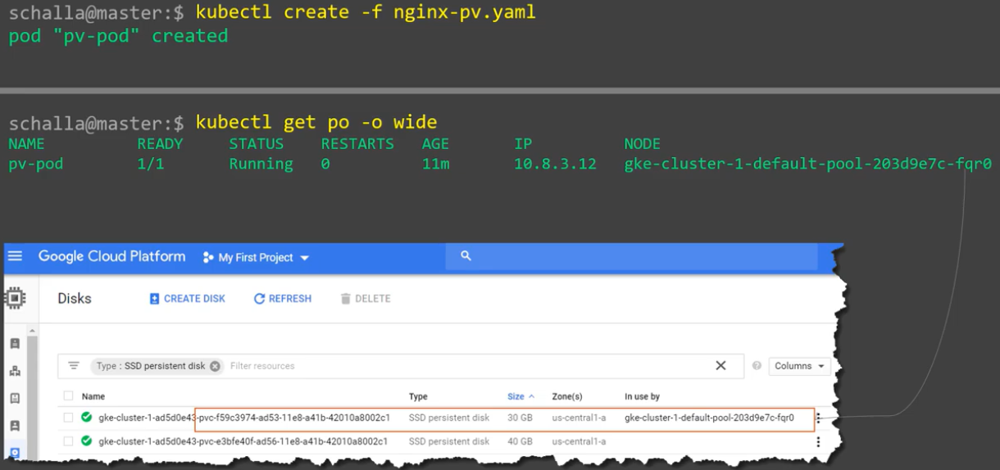 schalla@master:$ kubectl create -f nginx-pv.yaml
pod "pv-pod" created
schalla@master:$ kubectl get po -o wide
NAME READY STATUS RESTARTS AGE IP NODE
pv-pod 1/1 Running 0 11m 10.8.3.12 gke-cluster-1-default-pool-203d9e7c-fqr0
Google Cloud Platform My First Project
Disks CREATE DISK REFRESH DELETE
Type : SSD persistent disk Filter resources Columns
Name Type Size Zone(s) In use by
gke-cluster-1-ad5d0e43-pvc-f59c3974-ad53-11e8-a41b-42010a8002c1 SSD persistent disk 30 GB us-central1-a gke-cluster-1-default-pool-203d9e7c-fqr0
gke-cluster-1-ad5d0e43-pvc-e3bfe40f-ad56-11e8-a41b-42010a8002c1 SSD persistent disk 40 GB us-central1-a